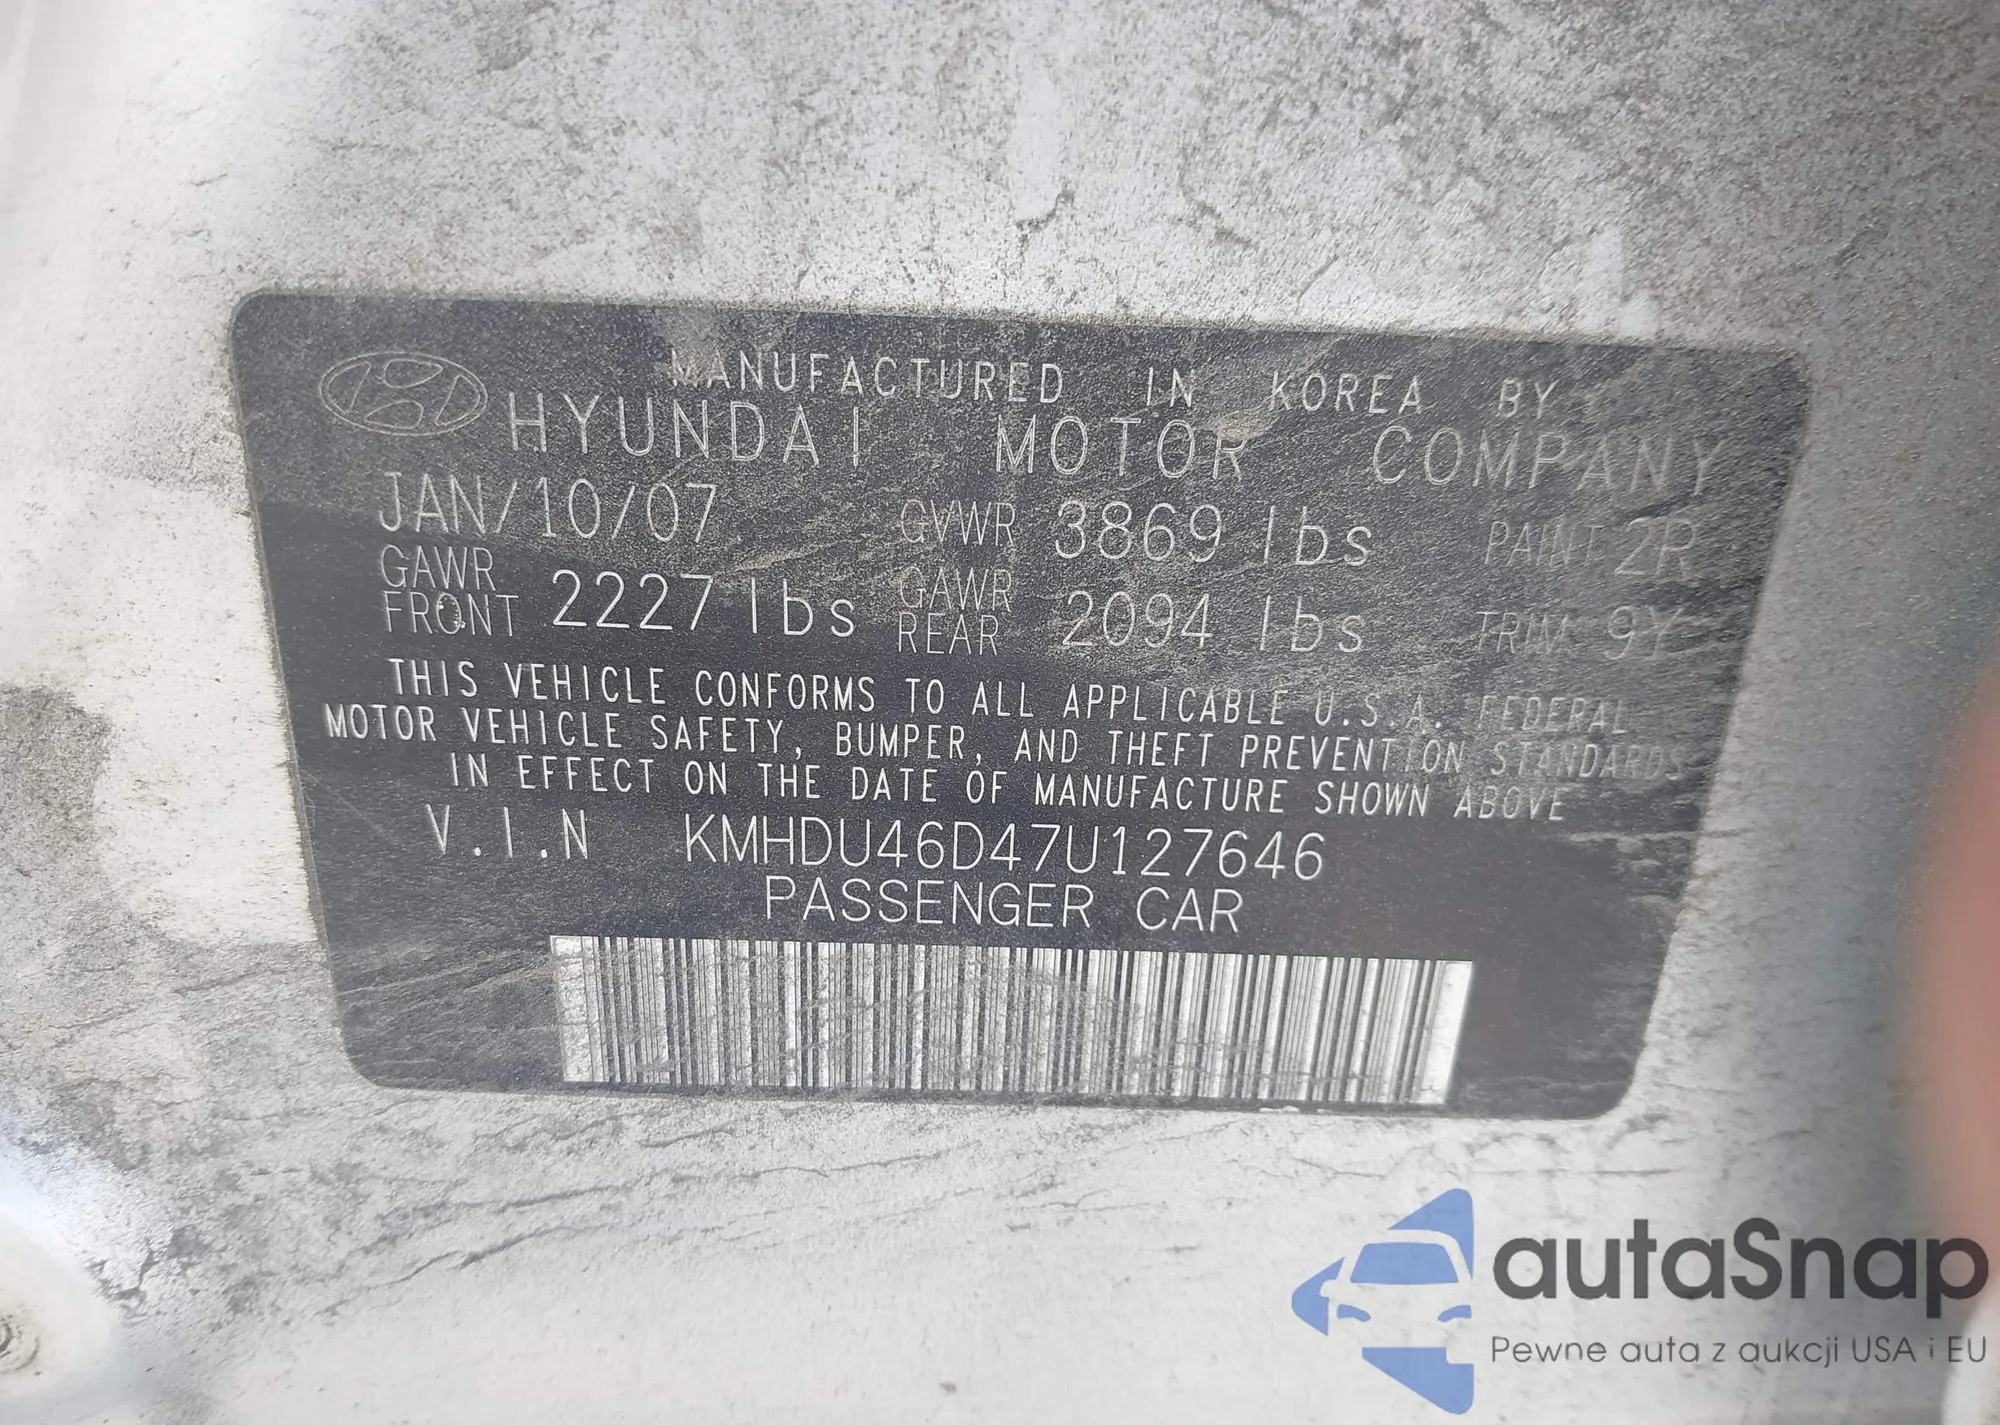 MANUFACTURED IN KOREA BY
HYUNDAI MOTOR COMPANY
JAN/10/07 GVWR 3869 lbs PAINT 2R
GAWR FRONT 2227 lbs GAWR REAR 2094 lbs TRIM 9Y
THIS VEHICLE CONFORMS TO ALL APPLICABLE U.S.A. FEDERAL
MOTOR VEHICLE SAFETY, BUMPER, AND THEFT PREVENTION STANDARDS
IN EFFECT ON THE DATE OF MANUFACTURE SHOWN ABOVE
V.I.N KMHDU46D47U127646
PASSENGER CAR
autaSnap
Pewne auta z aukcji USA i EU